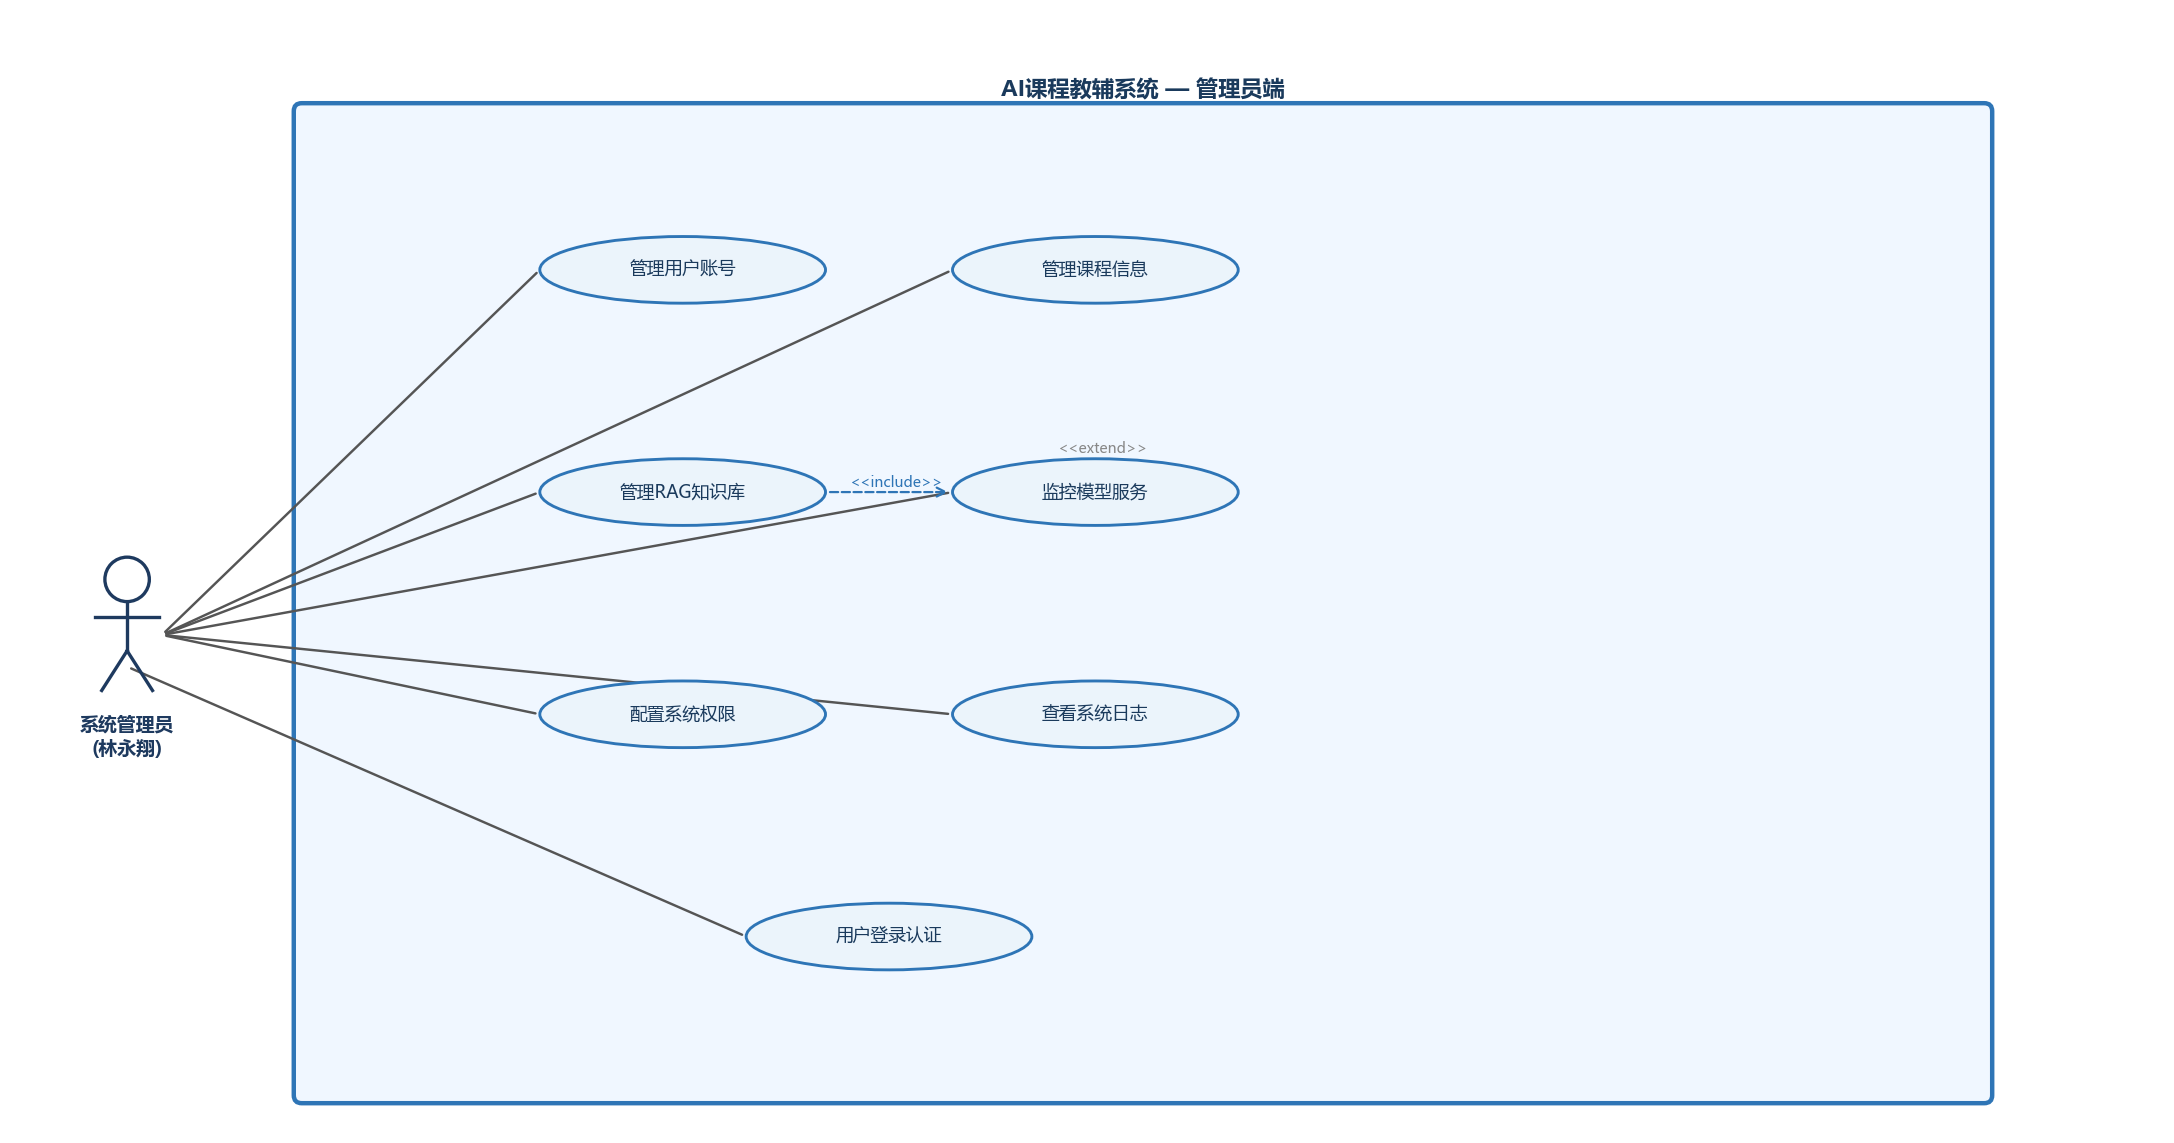 AI课程教辅系统 — 管理员端
管理用户账号
管理课程信息
<<extend>>
管理RAG知识库
<<include>>
监控模型服务
系统管理员
(林永翔)
配置系统权限
查看系统日志
用户登录认证